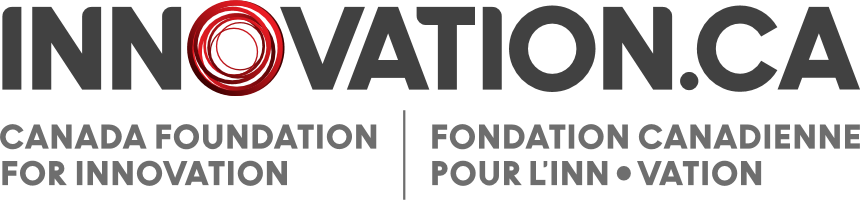 INNOVATION.CA
CANADA FOUNDATION
FOR INNOVATION
FONDATION CANADIENNE
POUR L'INN•VATION